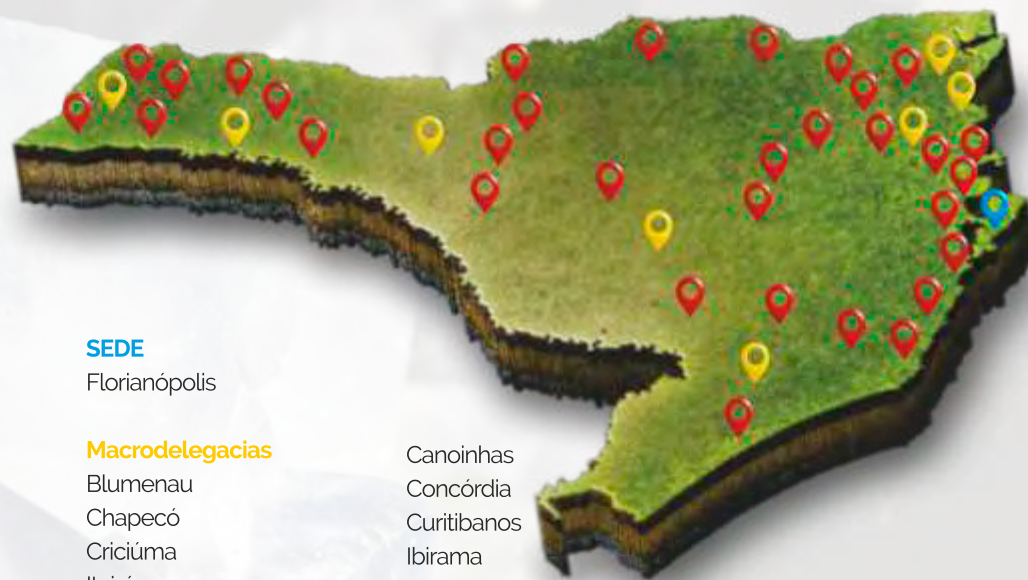 SEDE
Florianópolis
Macrodelegacias
Blumenau
Chapecó
Criciúma
Canoinhas
Concórdia
Curitibanos
Ibirama